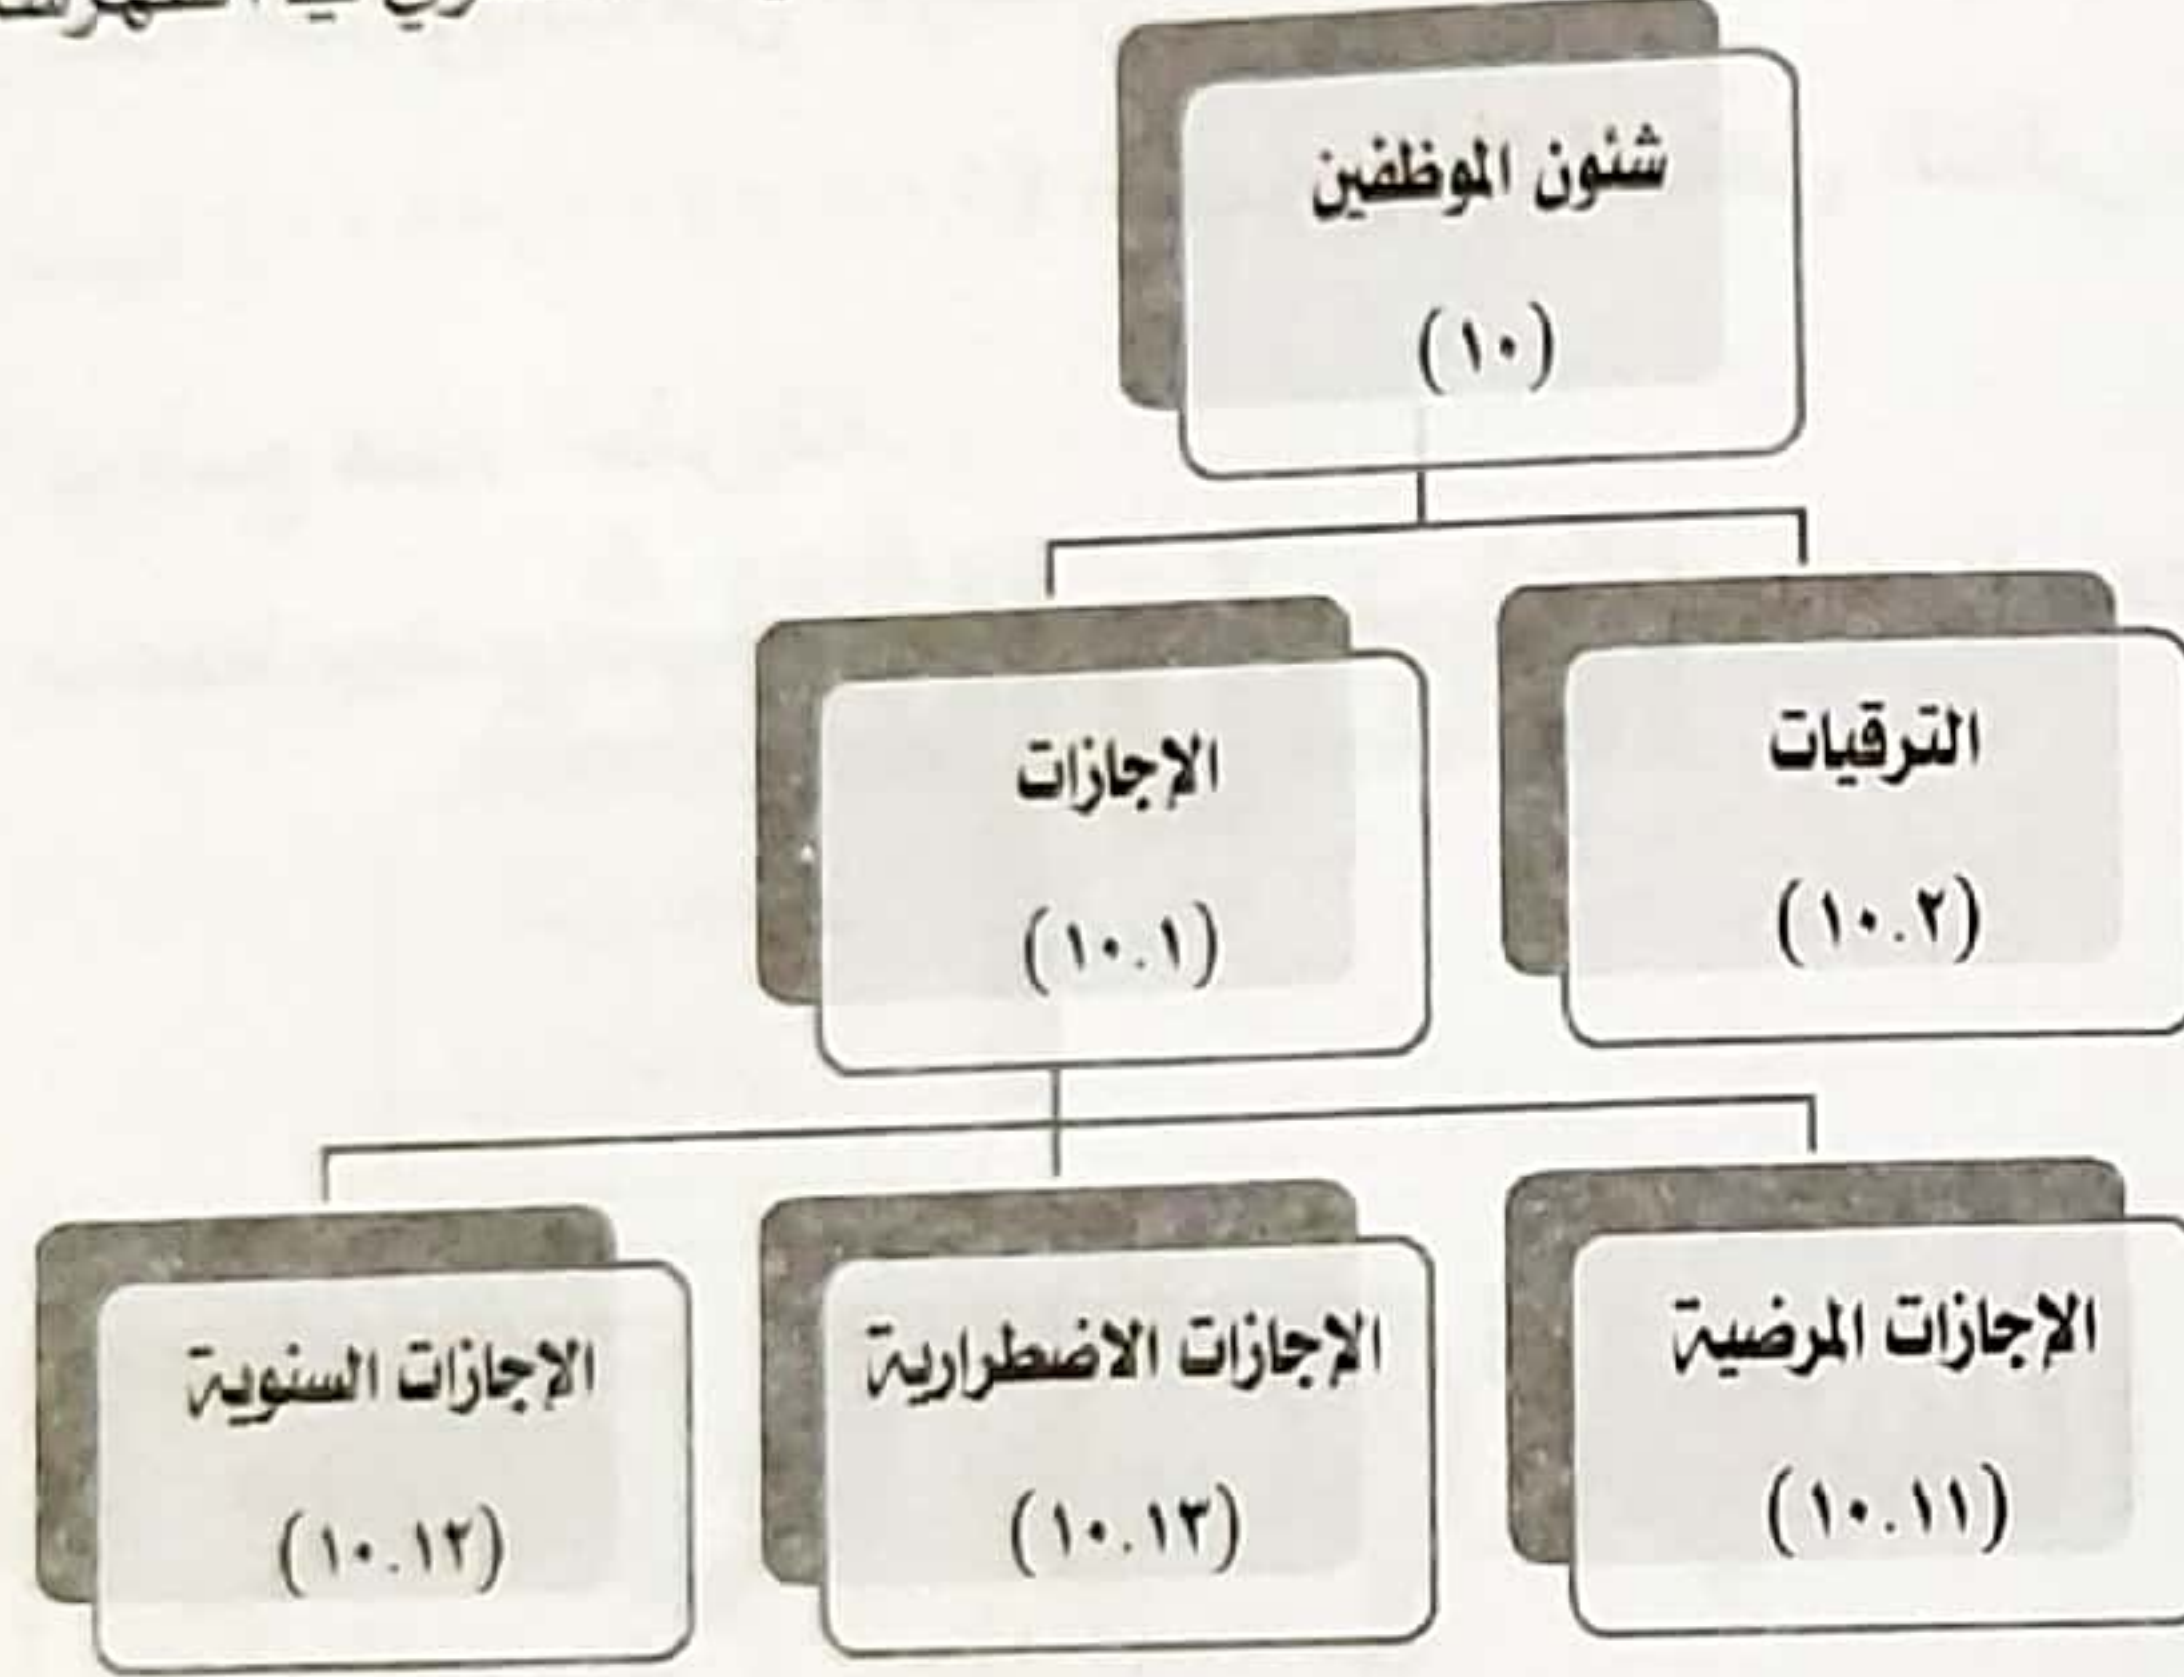 شئون الموظفين
(١٠)
الترقيات
(١٠.٢)
الإجازات
(١٠.١)
الإجازات المرضية
(١٠.١١)
الإجازات الاضطرارية
(١٠.١٣)
الإجازات السنوية
(١٠.١٢)